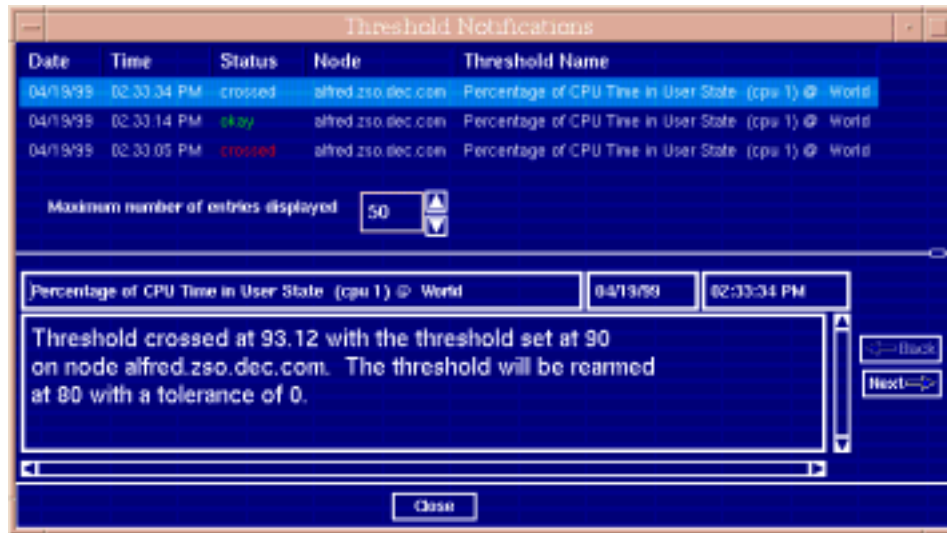 Threshold Notifications
Date Time Status Node Threshold Name
04/19/99 02:33:34 PM crossed alfred.zso.dec.com Percentage of CPU Time in User State (cpu 1) @ World
04/19/99 02:33:14 PM okay alfred.zso.dec.com Percentage of CPU Time in User State (cpu 1) @ World
04/19/99 02:33:05 PM crossed alfred.zso.dec.com Percentage of CPU Time in User State (cpu 1) @ World
Maximum number of entries displayed 50
Percentage of CPU Time in User State (cpu 1) @ World 04/19/99 02:33:34 PM
Threshold crossed at 93.12 with the threshold set at 90
on node alfred.zso.dec.com. The threshold will be rearmed
at 80 with a tolerance of 0.
Back
Next
Close